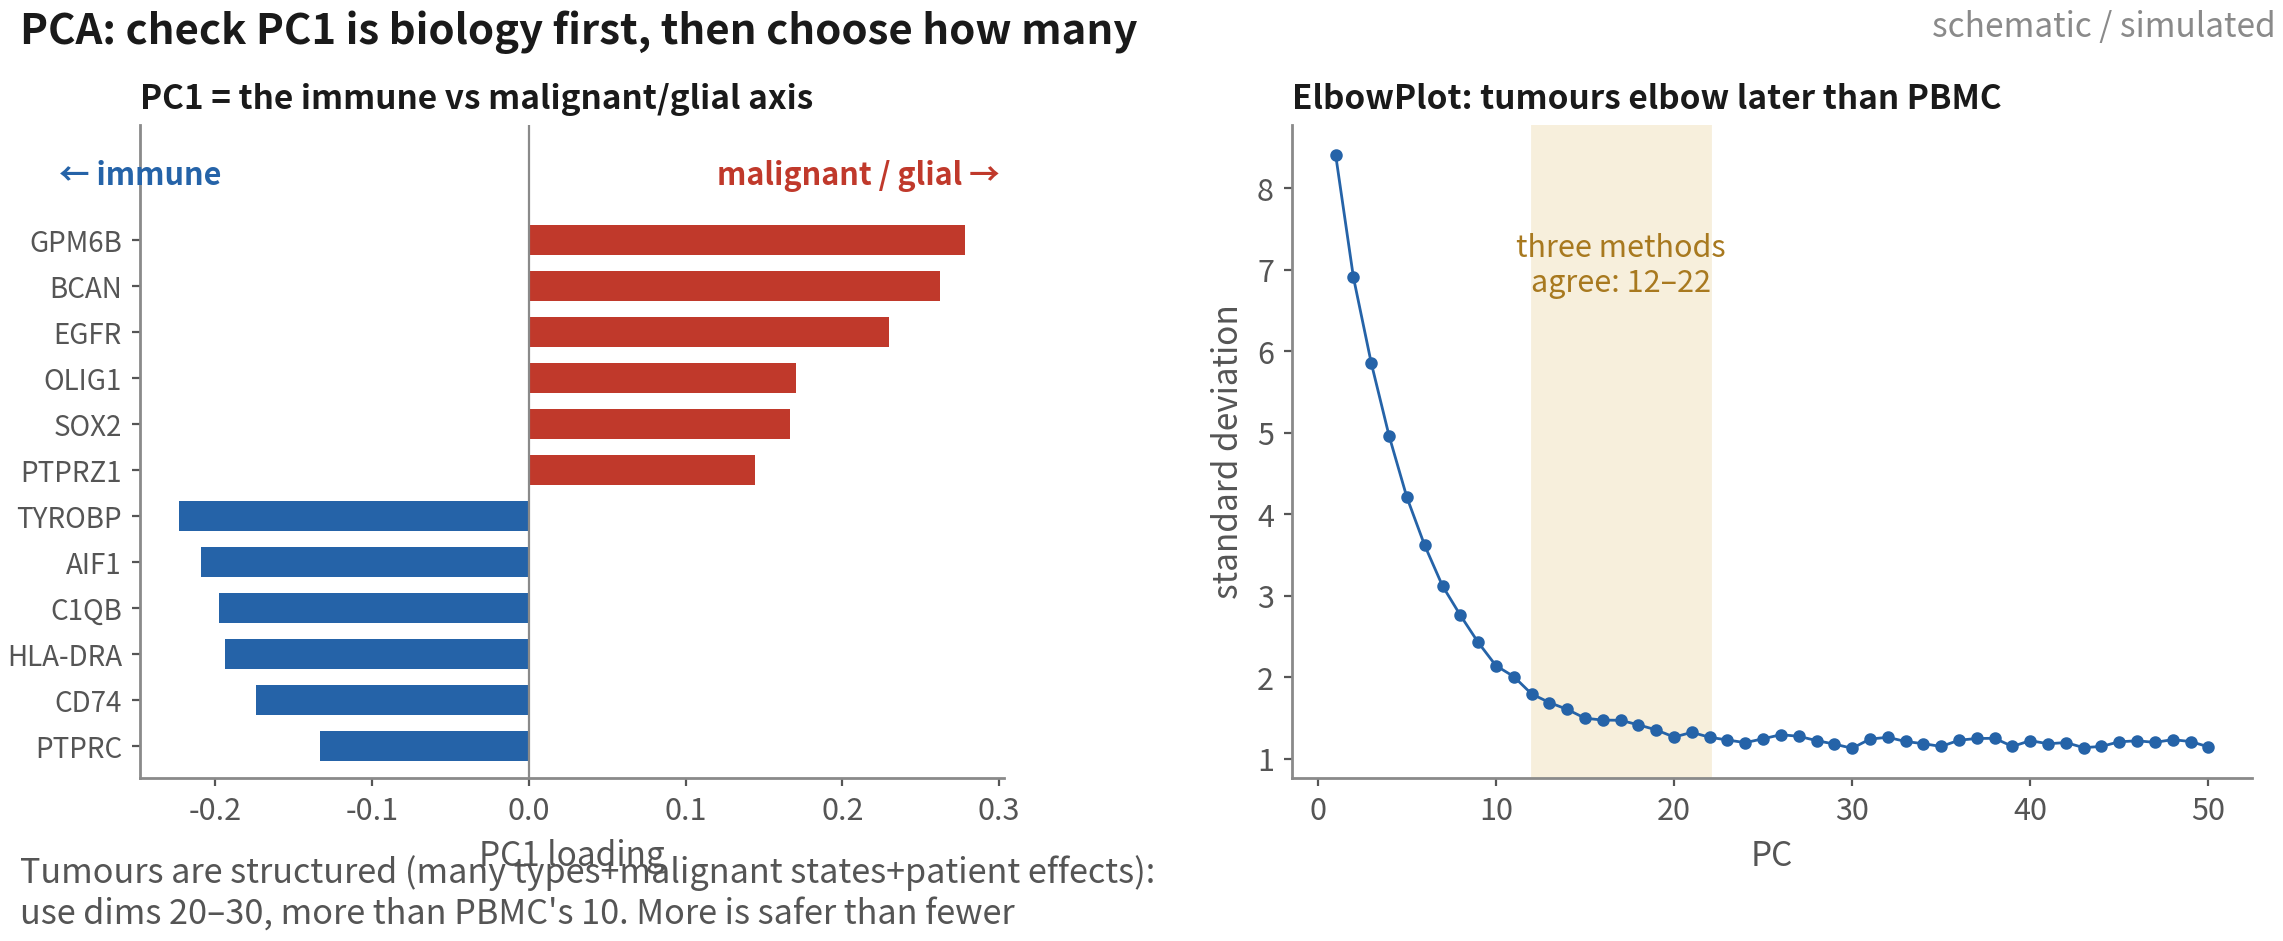 PCA: check PC1 is biology first, then choose how many
schematic / simulated
PC1 = the immune vs malignant/glial axis
← immune
malignant / glial →
GPM6B
BCAN
EGFR
OLIG1
SOX2
PTPRZ1
TYROBP
AIF1
C1QB
HLA-DRA
CD74
PTPRC
-0.2
-0.1
0.0
0.1
0.2
0.3
PC1 loading
ElbowPlot: tumours elbow later than PBMC
three methods
agree: 12–22
standard deviation
8
7
6
5
4
3
2
1
0
10
20
30
40
50
PC
Tumours are structured (many types+malignant states+patient effects):
use dims 20–30, more than PBMC's 10. More is safer than fewer